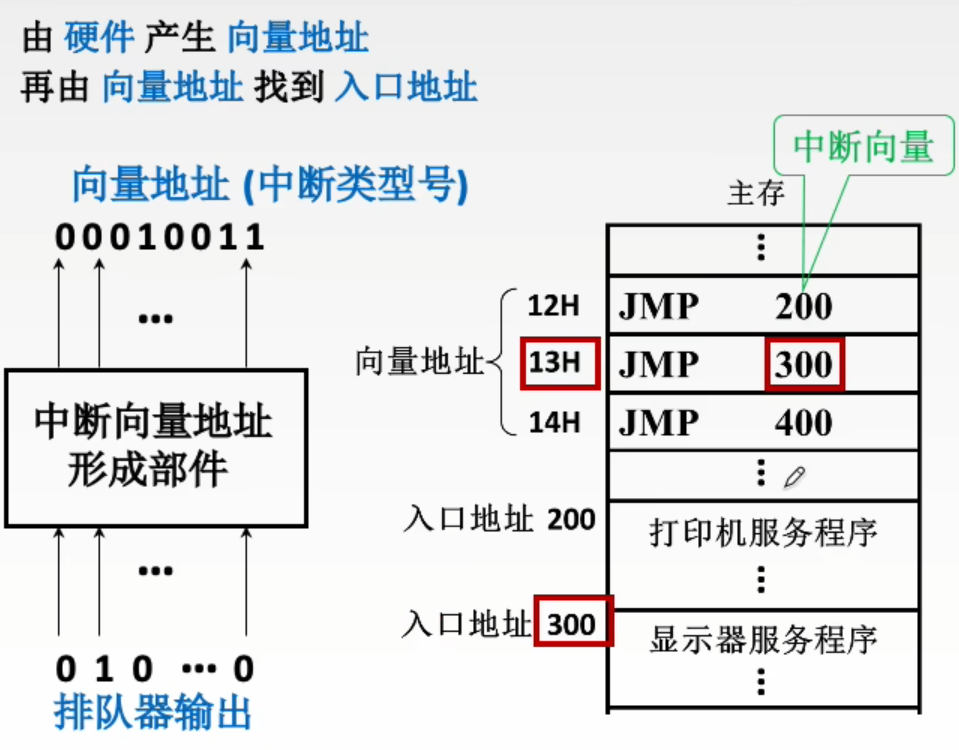 由 硬件 产生 向量地址
再由 向量地址 找到 入口地址
向量地址 (中断类型号)
00010011
...
中断向量地址
形成部件
...
0 1 0 ... 0
排队器输出
中断向量
主存
⋮
向量地址
12H JMP 200
13H JMP 300
14H JMP 400
⋮
入口地址 200 打印机服务程序
⋮
入口地址 300 显示器服务程序
⋮